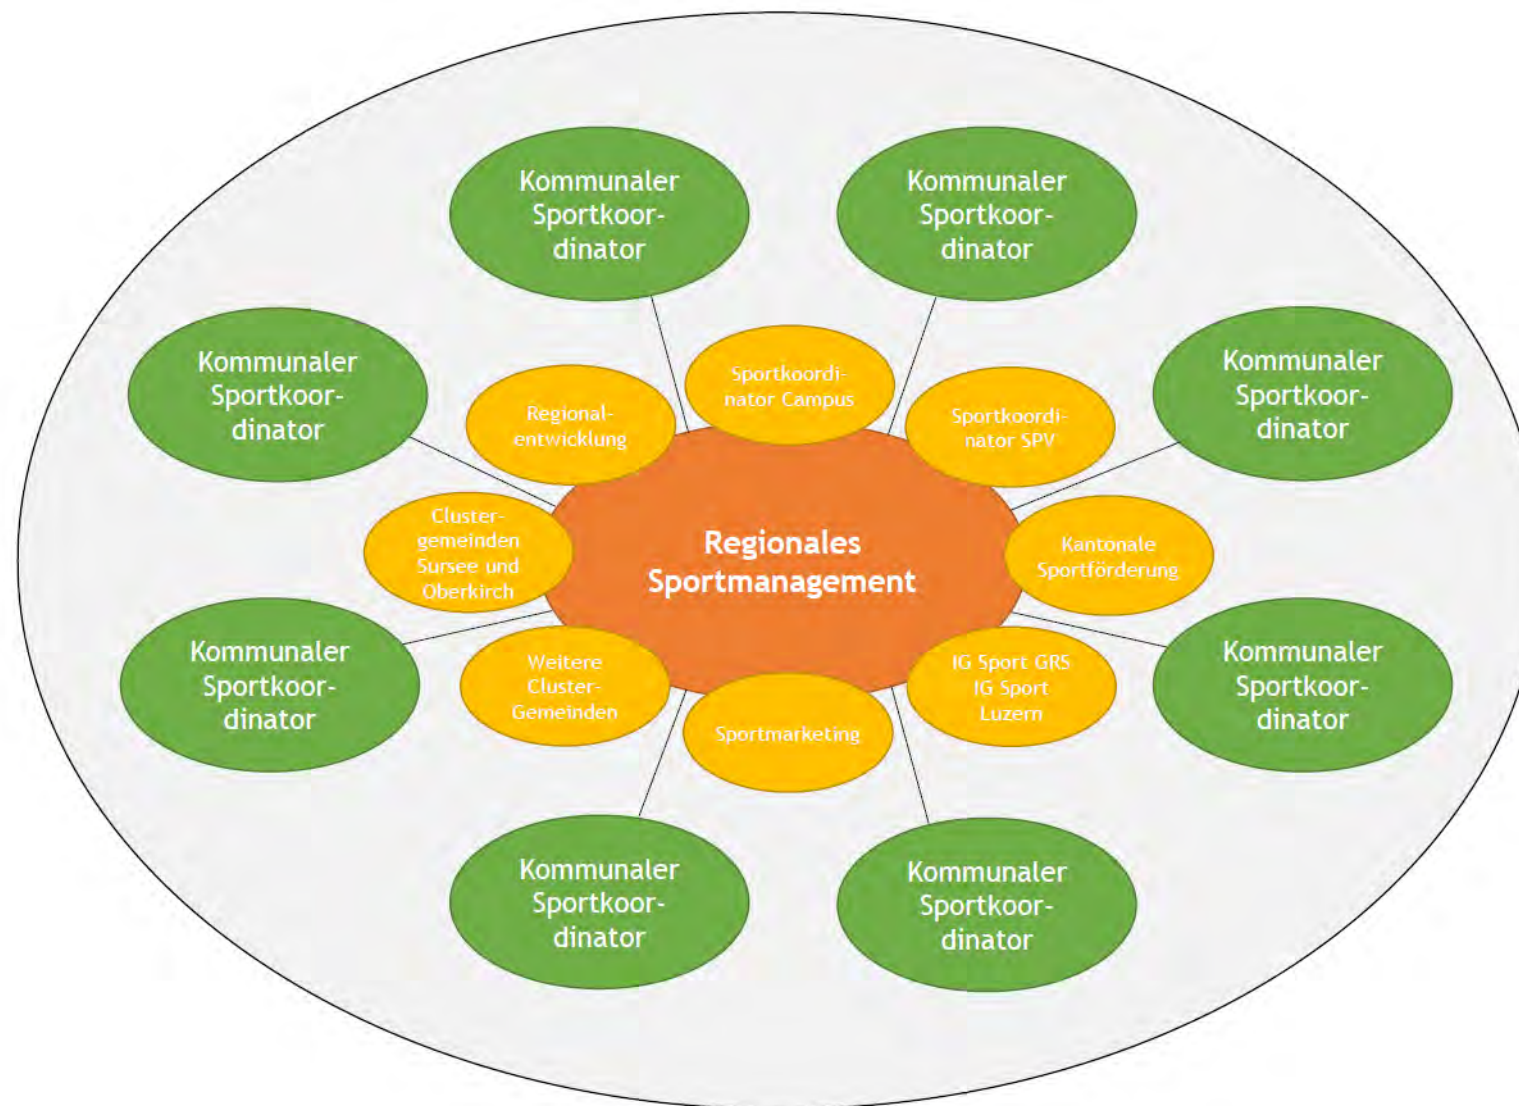 Kommunaler
Sportkoor-
dinator
Kommunaler
Sportkoor-
dinator
Kommunaler
Sportkoor-
dinator
Kommunaler
Sportkoor-
dinator
Sportkoordi-
nator Campus
Regional-
entwicklung
Sportkoordi-
nator SPV
Cluster-
gemeinden
Sursee und
Oberkirch
Regionales
Sportmanagement
Kantonale
Sportförderung
Kommunaler
Sportkoor-
dinator
Weitere
Cluster-
Gemeinden
Sportmarketing
IG Sport GRS
IG Sport
Luzern
Kommunaler
Sportkoor-
dinator
Kommunaler
Sportkoor-
dinator
Kommunaler
Sportkoor-
dinator